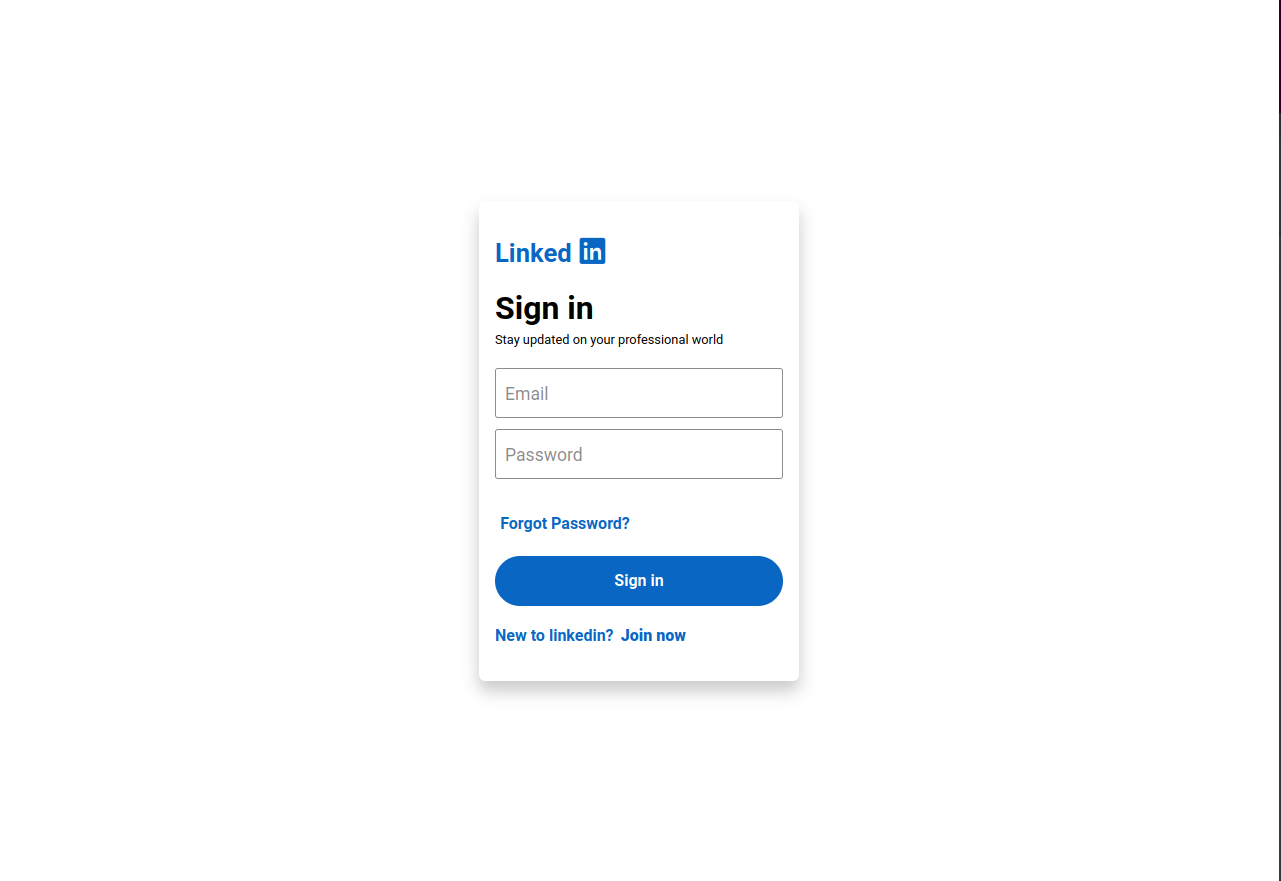 Linked in
Sign in
Stay updated on your professional world
Email
Password
Forgot Password?
Sign in
New to linkedin? Join now